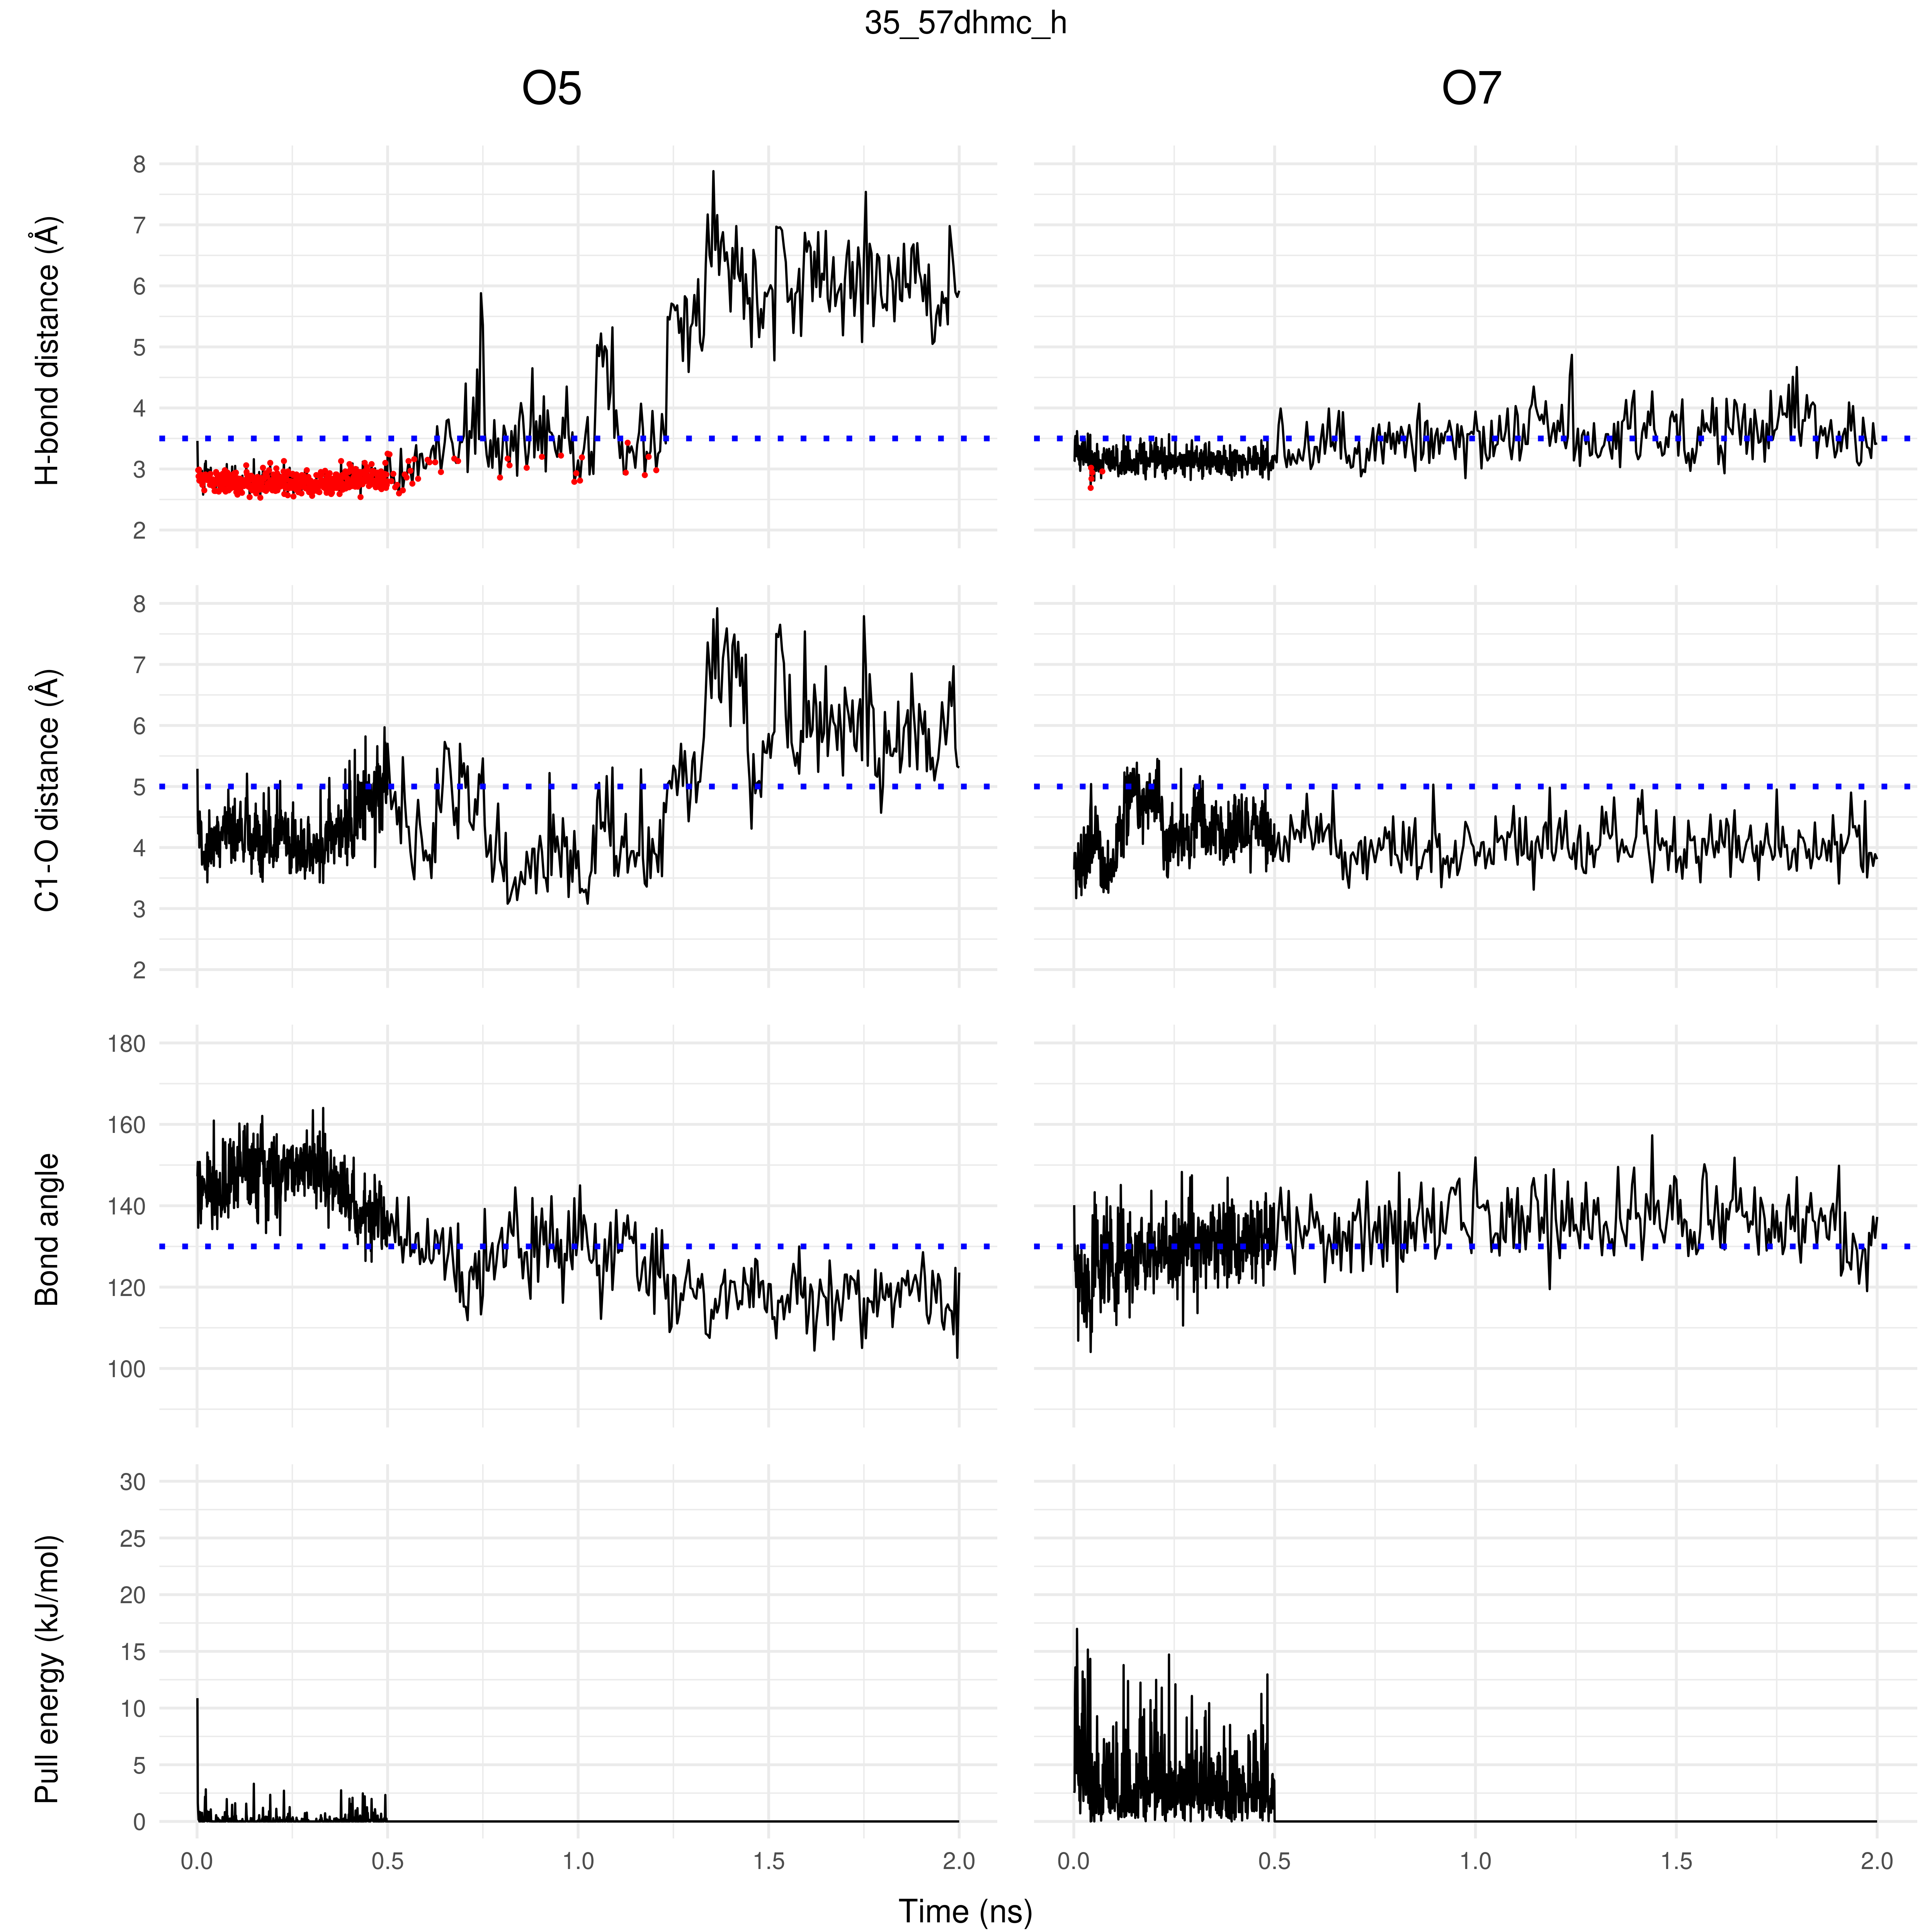 35_57dhmc_h
O5
O7
H-bond distance (Å)
8
7
6
5
4
3
2
C1-O distance (Å)
8
7
6
5
4
3
2
Bond angle
180
160
140
120
100
Pull energy (kJ/mol)
30
25
20
15
10
5
0
0.0 0.5 1.0 1.5 2.0
0.0 0.5 1.0 1.5 2.0
Time (ns)